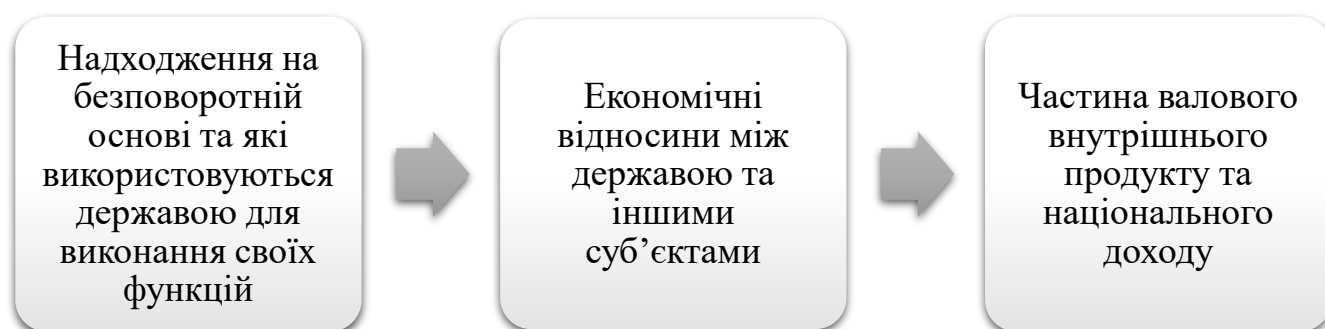 Надходження на
безповоротній
основі та які
використовуються
державою для
виконання своїх
функцій
Економічні
відносини між
державою та
іншими
суб’єктами
Частина валового
внутрішнього
продукту та
національного
доходу